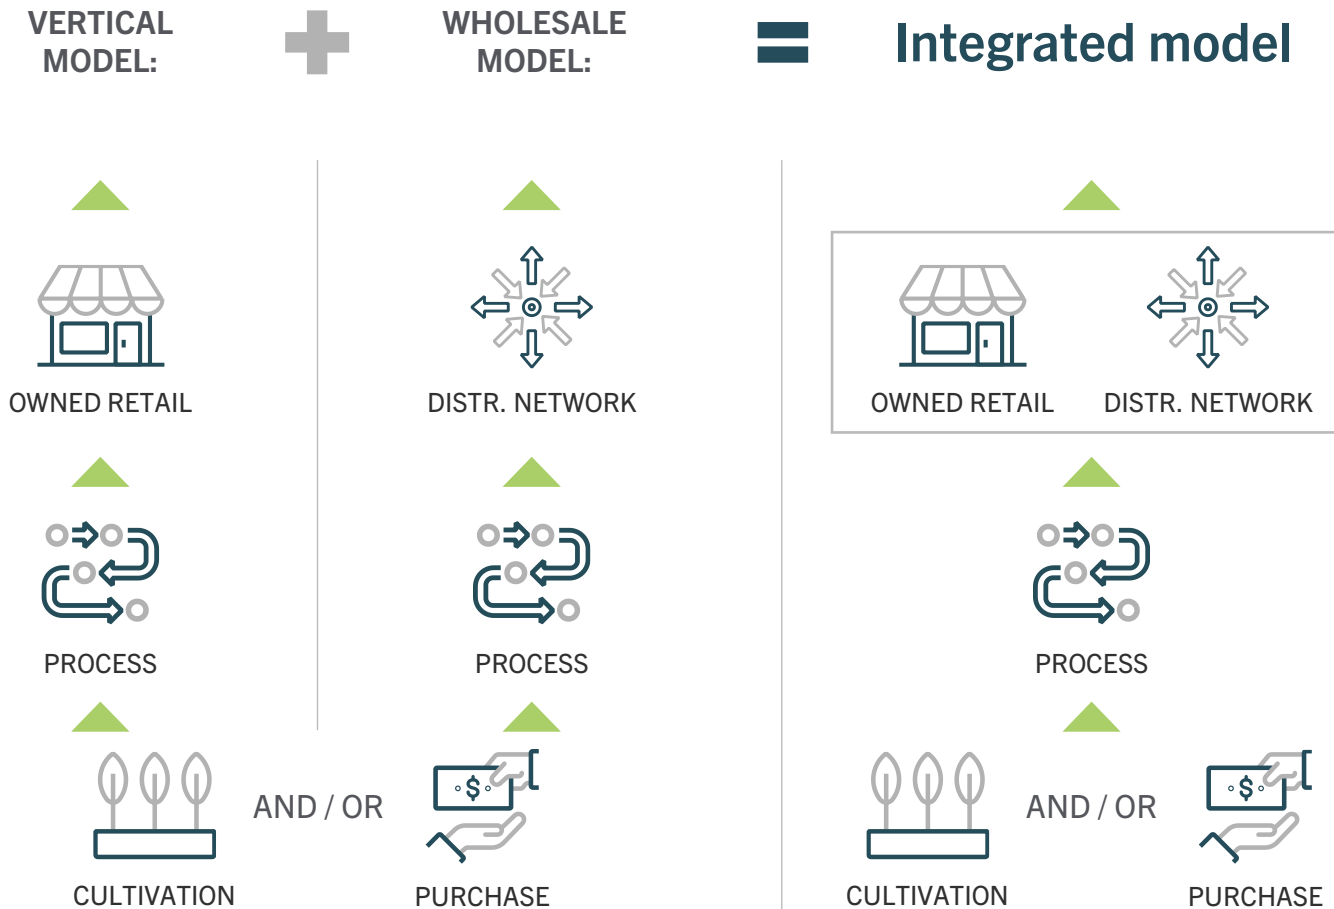 VERTICAL
MODEL:
WHOLESALE
MODEL:
Integrated model
OWNED RETAIL
DISTR. NETWORK
OWNED RETAIL
DISTR. NETWORK
PROCESS
PROCESS
PROCESS
$
AND / OR
$
AND / OR
CULTIVATION
PURCHASE
CULTIVATION
PURCHASE